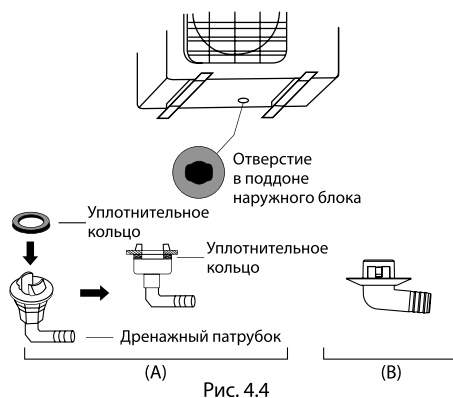 Отверстие
в поддоне
наружного блока
Уплотнительное
кольцо
Уплотнительное
кольцо
Дренажный патрубок
(A)
(B)
Рис. 4.4